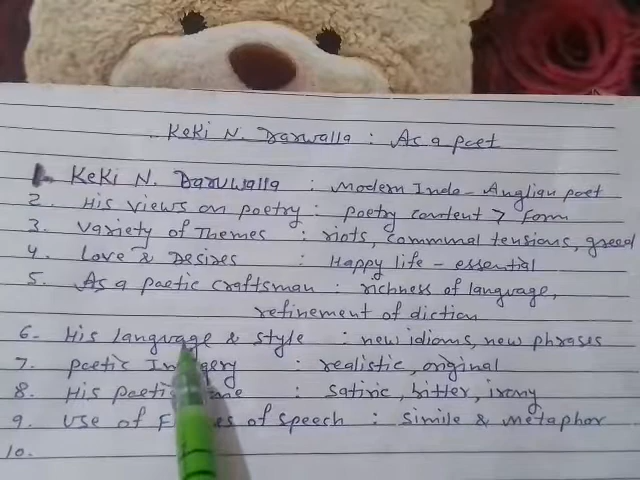 Keki N. Daruwalla : As a poet
1. Keki N. Daruwalla : Modern Indo-Anglian poet
2. His views on poetry : poetry content > Form
3. Variety of Themes : riots, communal tensions, greed
4. Love & Desires : Happy life - essential
5. As a poetic craftsman : richness of language,
refinement of diction
6. His language & style : new idioms, new phrases
7. Poetic Imagery : realistic, original
8. His Poetic : satiric, bitter, irony
9. Use of of speech : simile & metaphor
10.